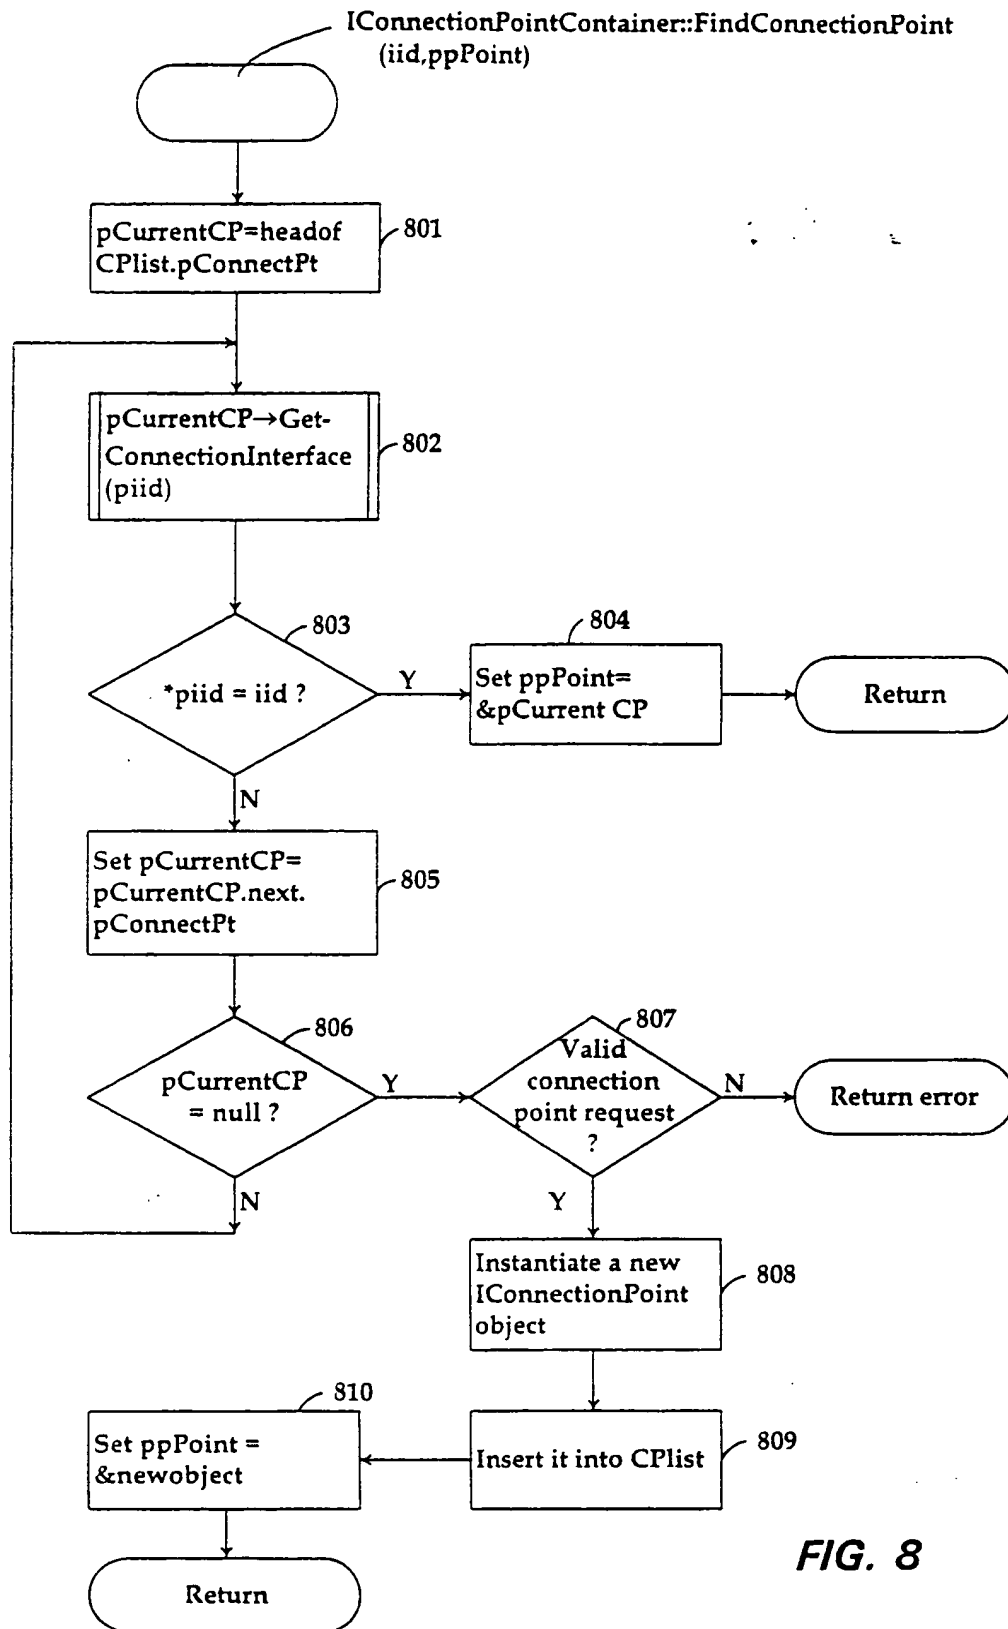 IConnectionPointContainer::FindConnectionPoint
(iid,ppPoint)
pCurrentCP=headof
CPlist.pConnectPt
801
pCurrentCP→Get-
ConnectionInterface
(piid)
802
803
*piid = iid ?
Y
N
804
Set ppPoint=
&pCurrent CP
Return
Set pCurrentCP=
pCurrentCP.next.
pConnectPt
805
806
pCurrentCP
= null ?
Y
N
807
Valid
connection
point request
?
N
Y
Return error
Instantiate a new
IConnectionPoint
object
808
Insert it into CPlist
809
810
Set ppPoint =
&newobject
Return
FIG. 8